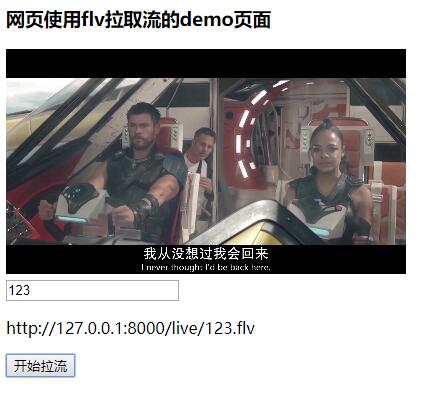 网页使用flv拉取流的demo页面
我从没想过我会回来
I never thought I'd be back here.
123
http://127.0.0.1:8000/live/123.flv
开始拉流